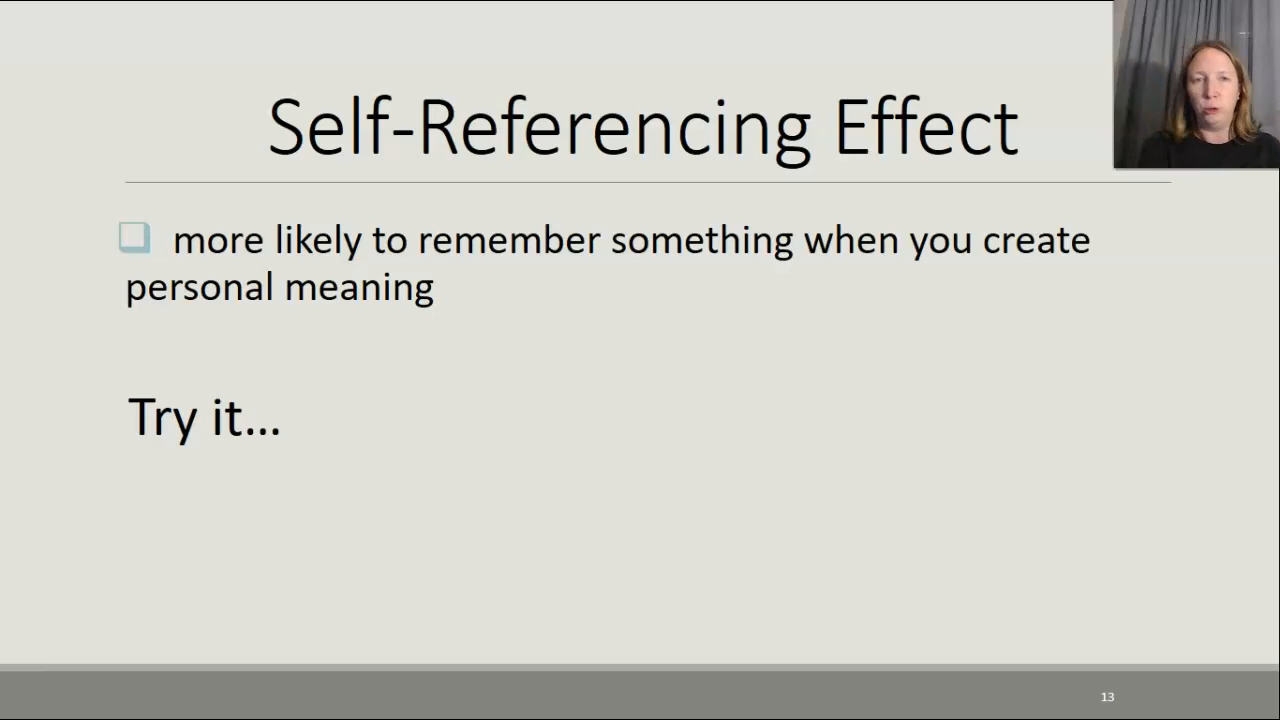 Self-Referencing Effect
more likely to remember something when you create
personal meaning
Try it...
13